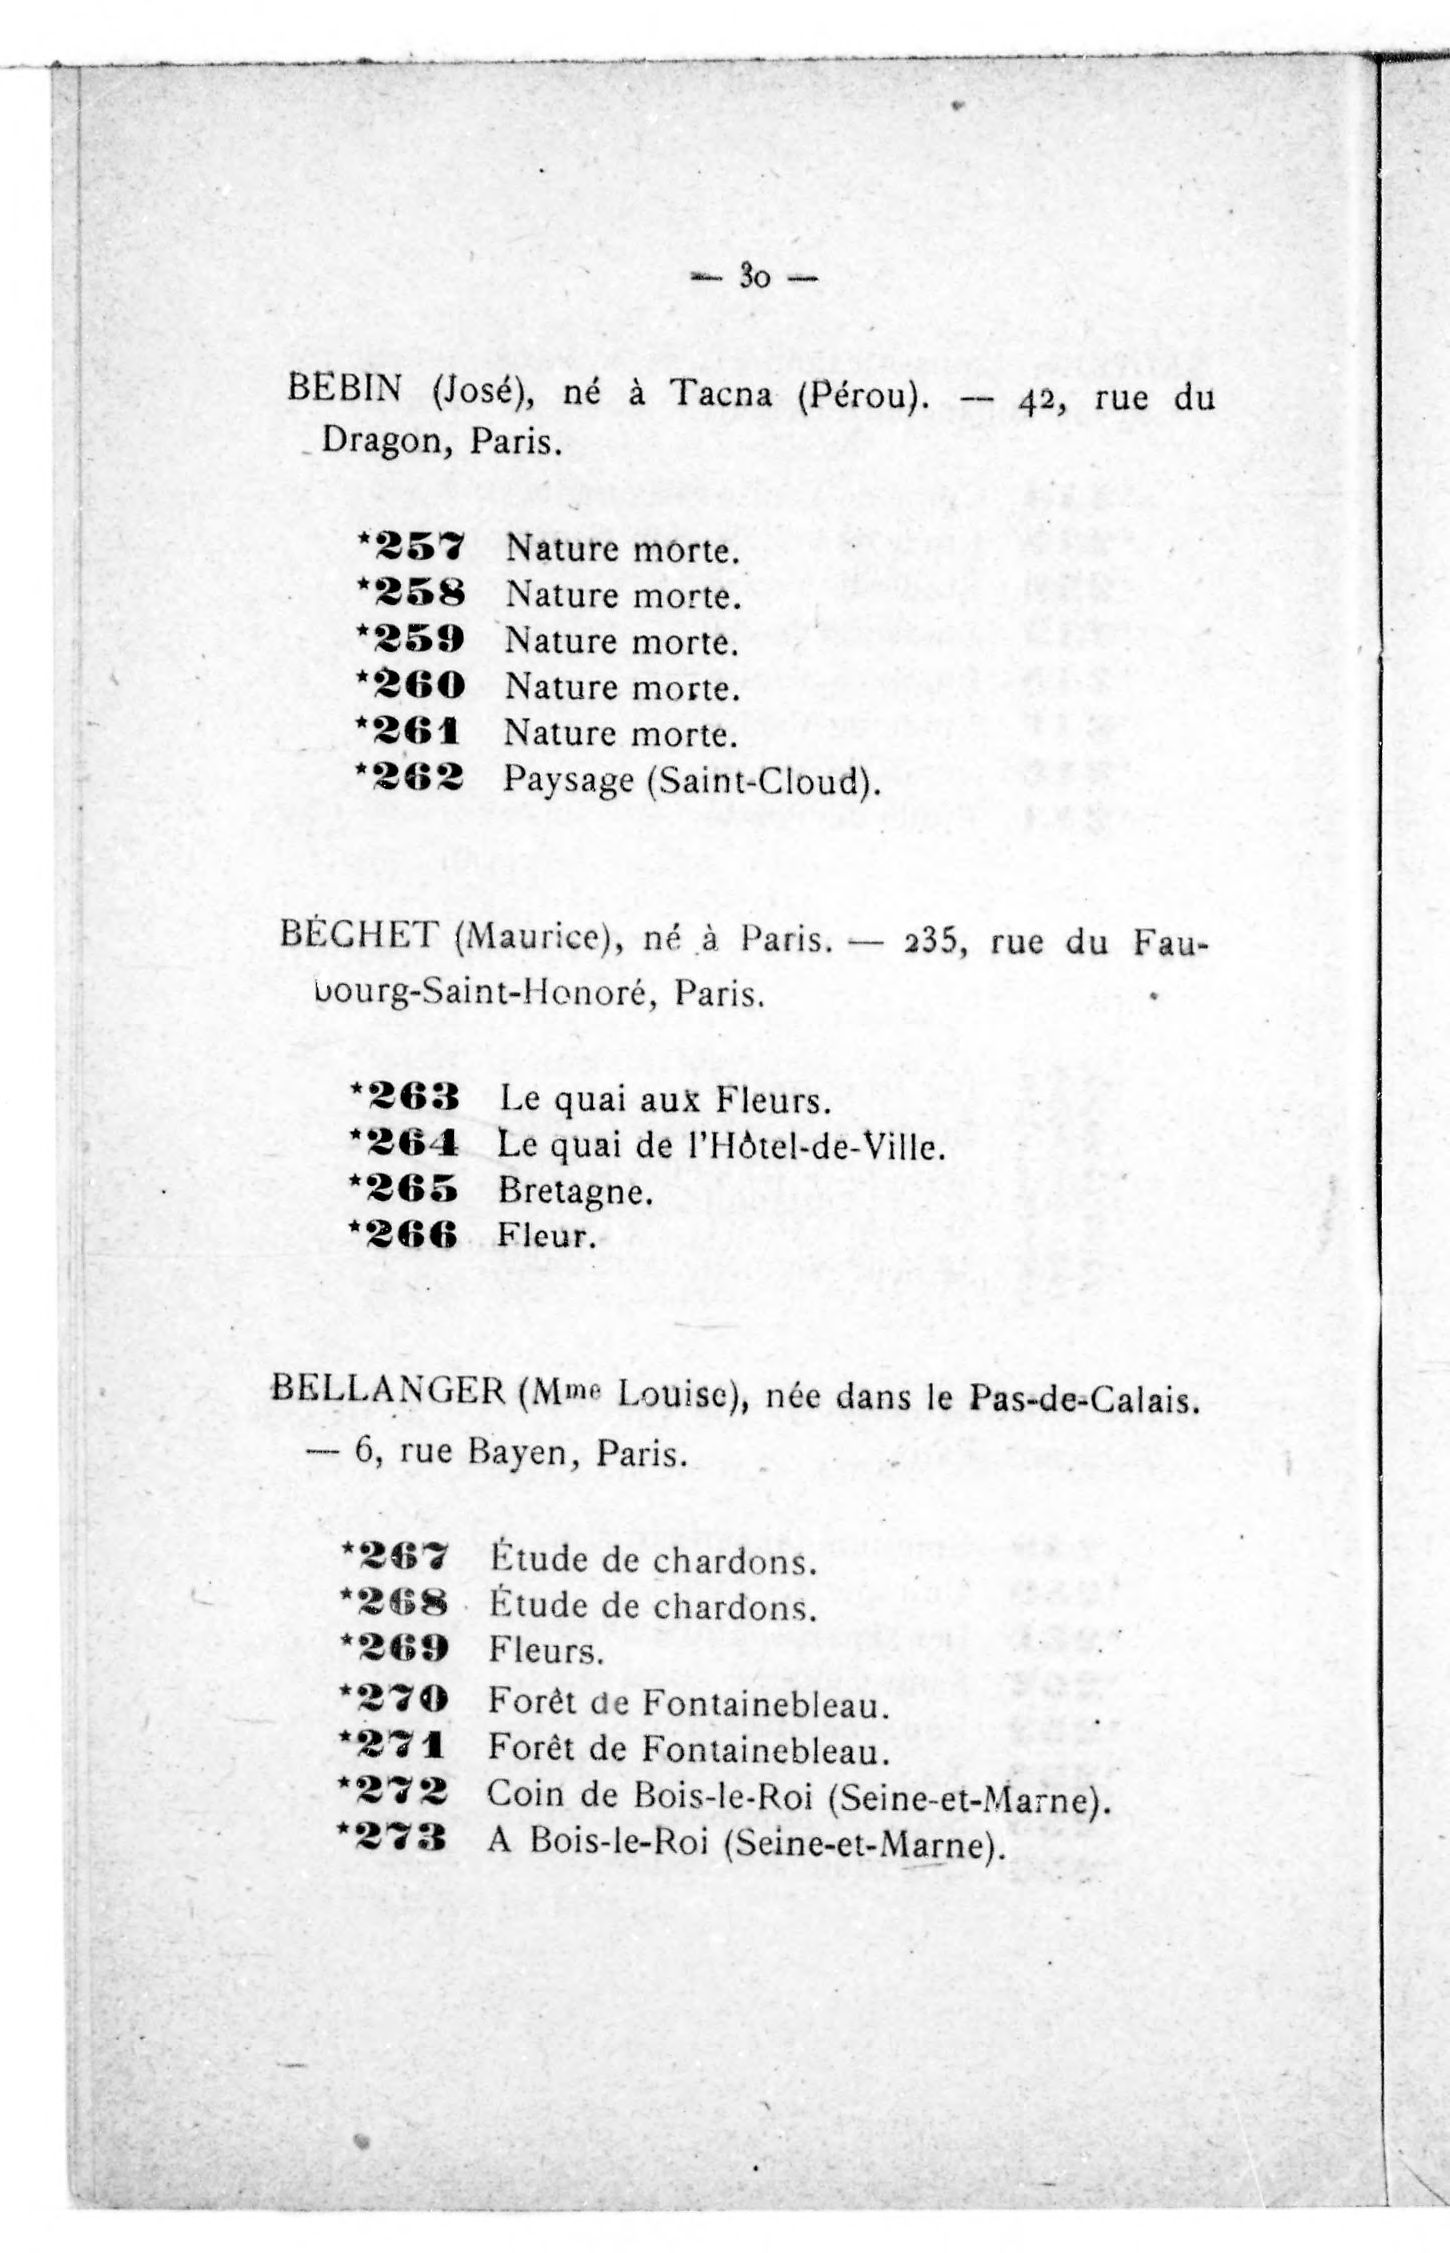 — 30 —
BEBIN (José), né à Tacna (Pérou). — 42, rue du
Dragon, Paris.
*257 Nature morte.
*258 Nature morte.
*259 Nature morte.
*260 Nature morte.
*261 Nature morte.
*262 Paysage (Saint-Cloud).
BÉCHET (Maurice), né à Paris. — 235, rue du Fau-
bourg-Saint-Honoré, Paris.
*263 Le quai aux Fleurs.
*264 Le quai de l'Hôtel-de-Ville.
*265 Bretagne.
*266 Fleur.
BELLANGER (Mme Louise), née dans le Pas-de-Calais.
— 6, rue Bayen, Paris.
*267 Étude de chardons.
*268 Étude de chardons.
*269 Fleurs.
*270 Forêt de Fontainebleau.
*271 Forêt de Fontainebleau.
*272 Coin de Bois-le-Roi (Seine-et-Marne).
*273 A Bois-le-Roi (Seine-et-Marne).